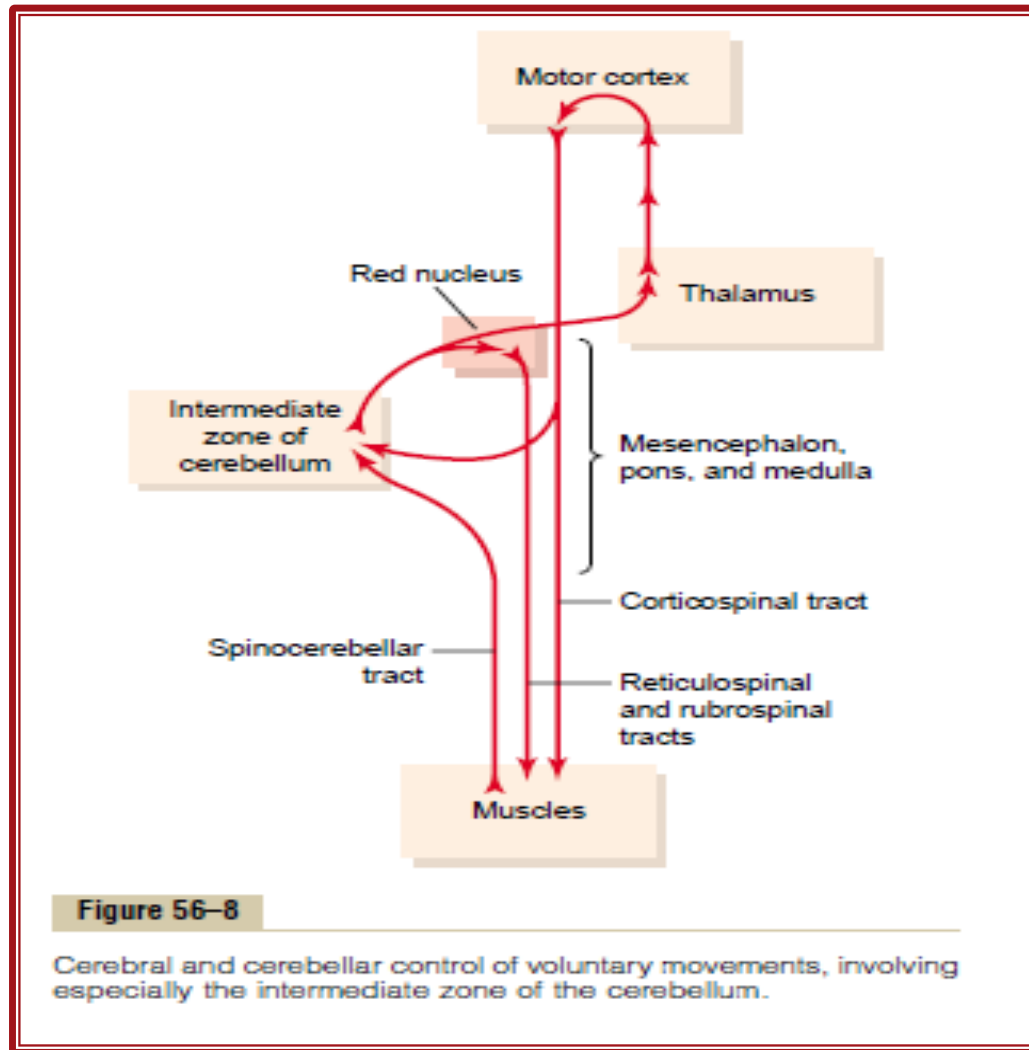 Motor cortex
Red nucleus
Thalamus
Intermediate
zone of
cerebellum
Mesencephalon,
pons, and medulla
Corticospinal tract
Spinocerebellar
tract
Reticulospinal
and rubrospinal
tracts
Muscles
Figure 56–8
Cerebral and cerebellar control of voluntary movements, involving
especially the intermediate zone of the cerebellum.